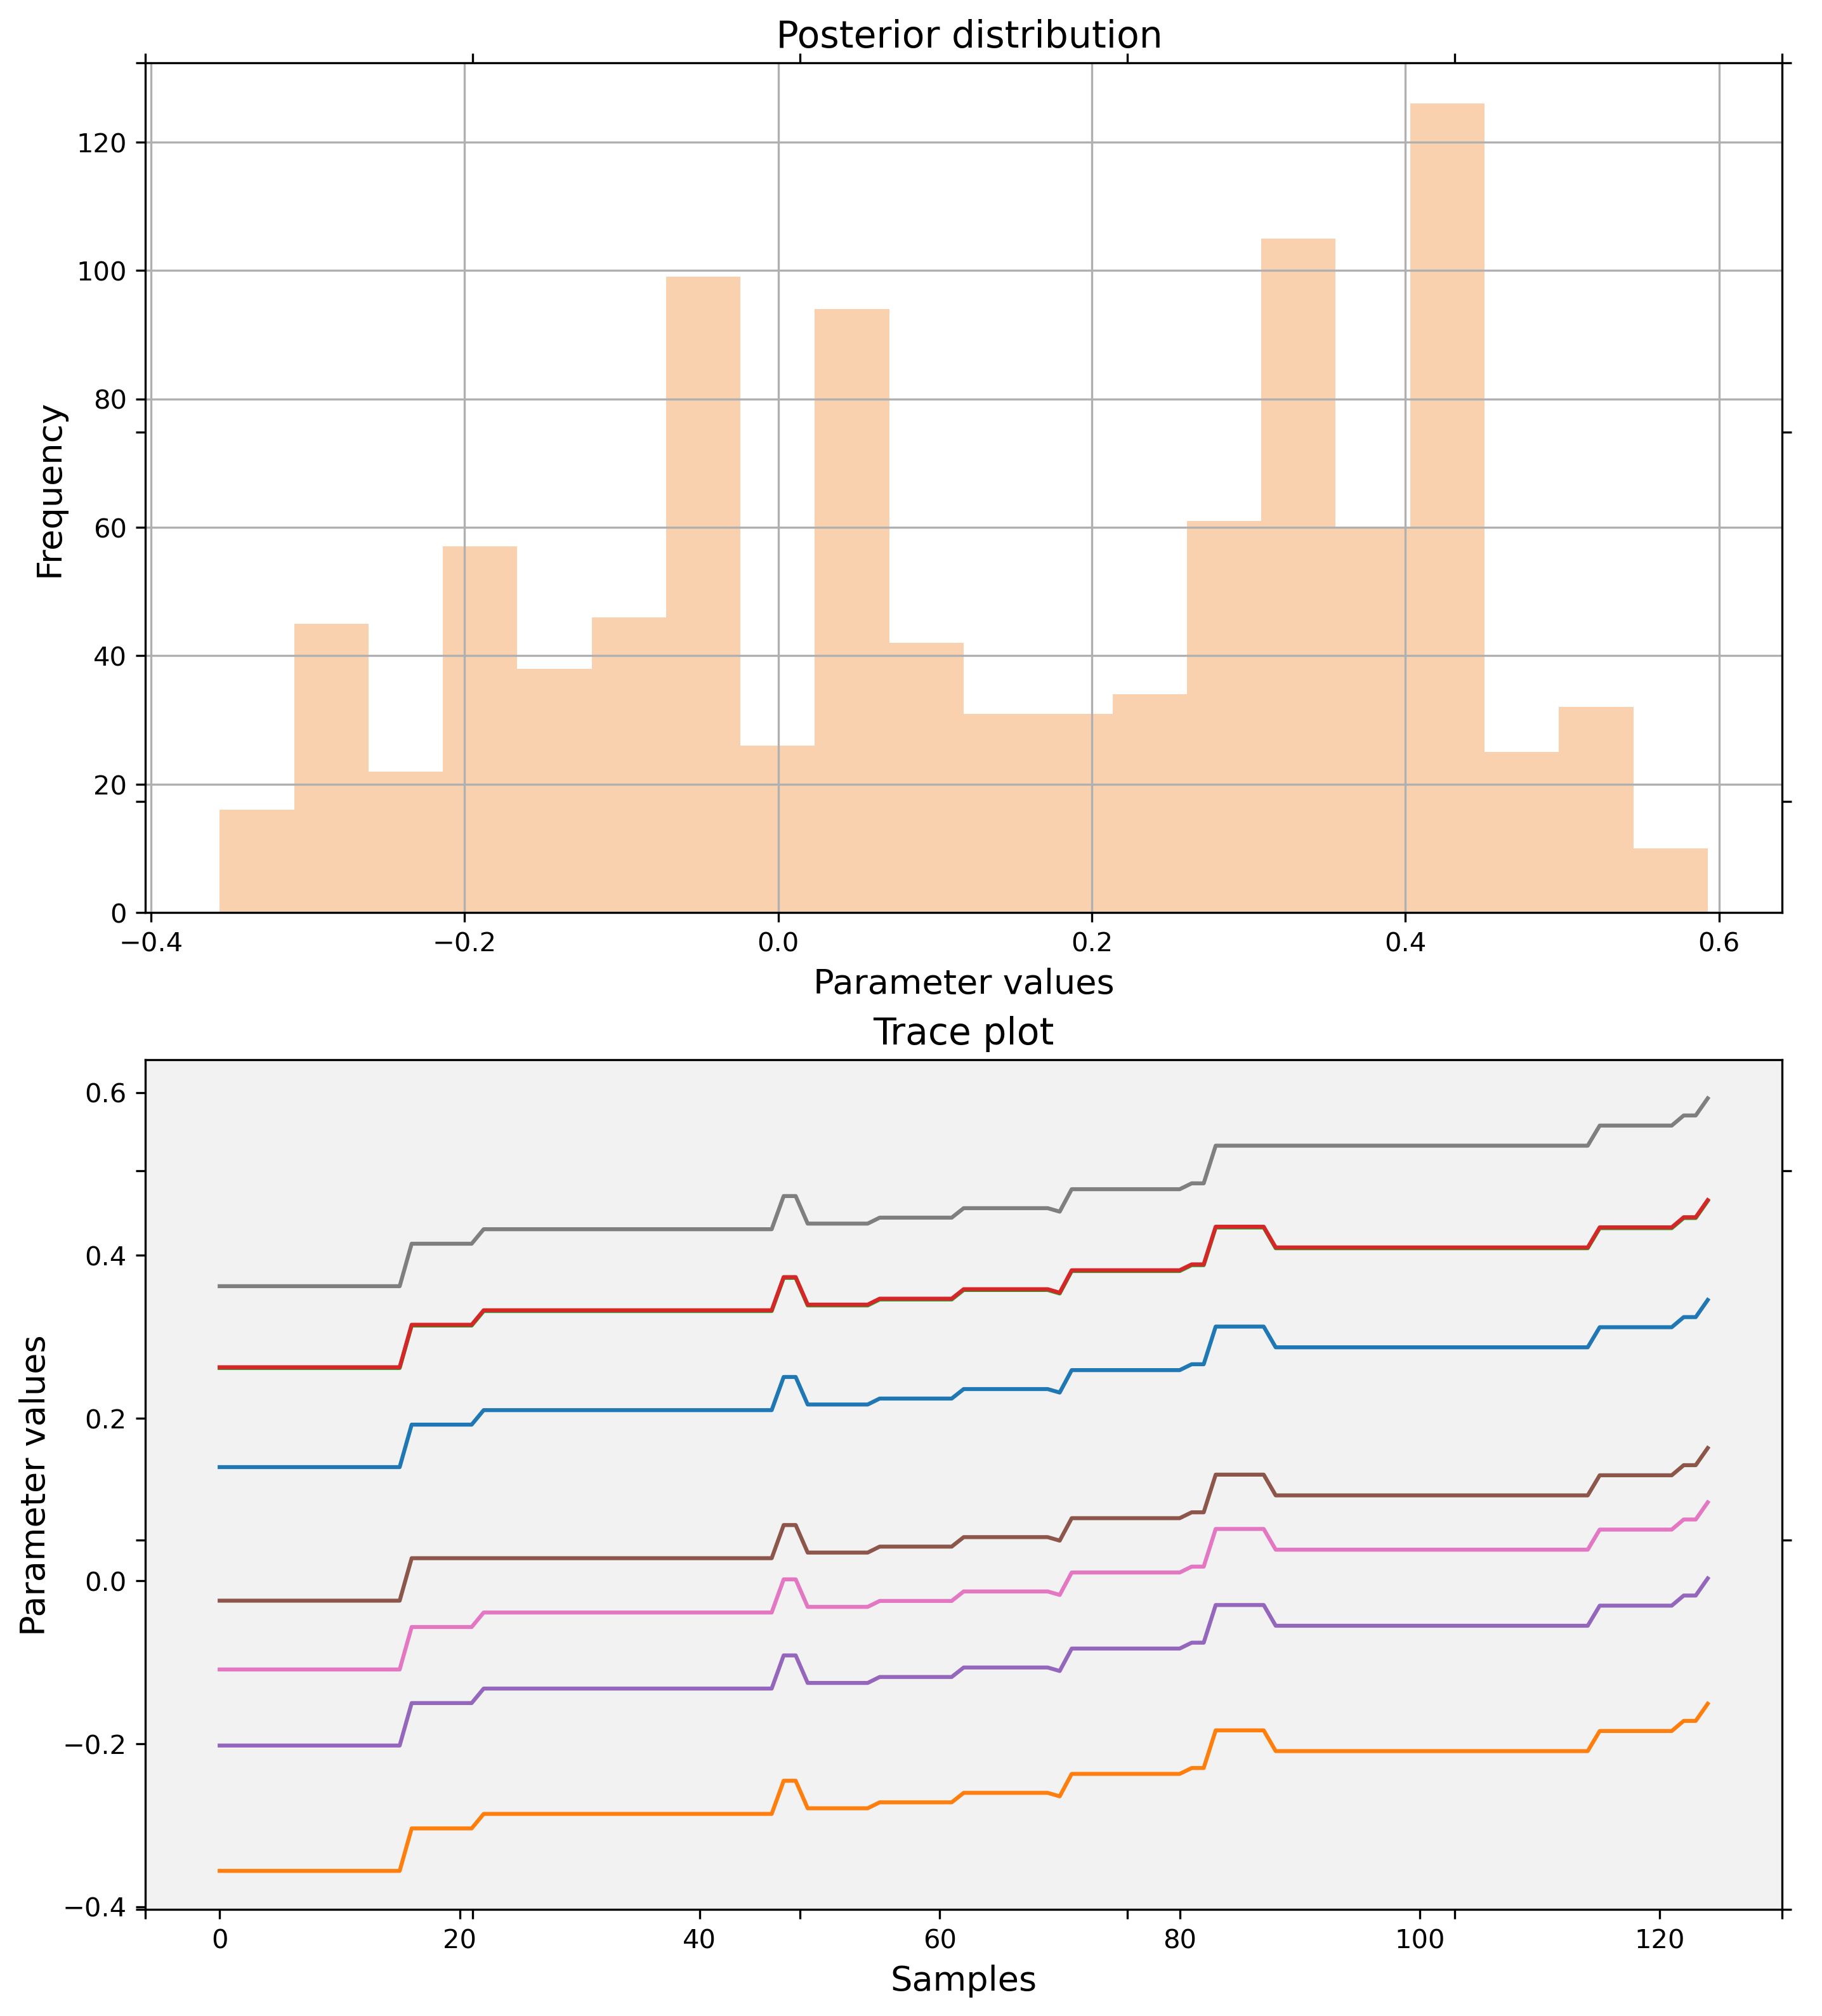 Posterior distribution
120
100
80
60
40
20
0
Frequency
−0.4 −0.2 0.0 0.2 0.4 0.6
Parameter values
Trace plot
0.6
0.4
0.2
0.0
−0.2
−0.4
Parameter values
0 20 40 60 80 100 120
Samples